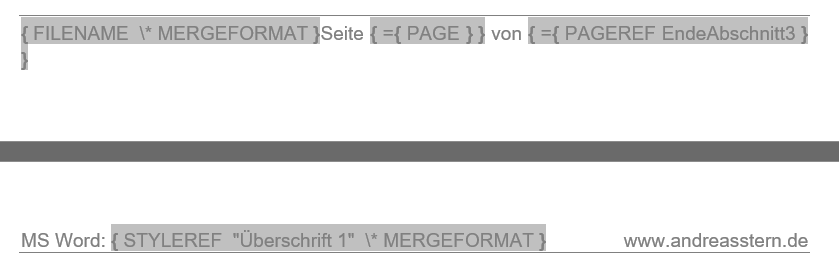 { FILENAME  \* MERGEFORMAT }Seite { ={ PAGE } } von { ={ PAGEREF EndeAbschnitt3 }
}
MS Word: { STYLEREF  "Überschrift 1"  \* MERGEFORMAT } www.andreasstern.de